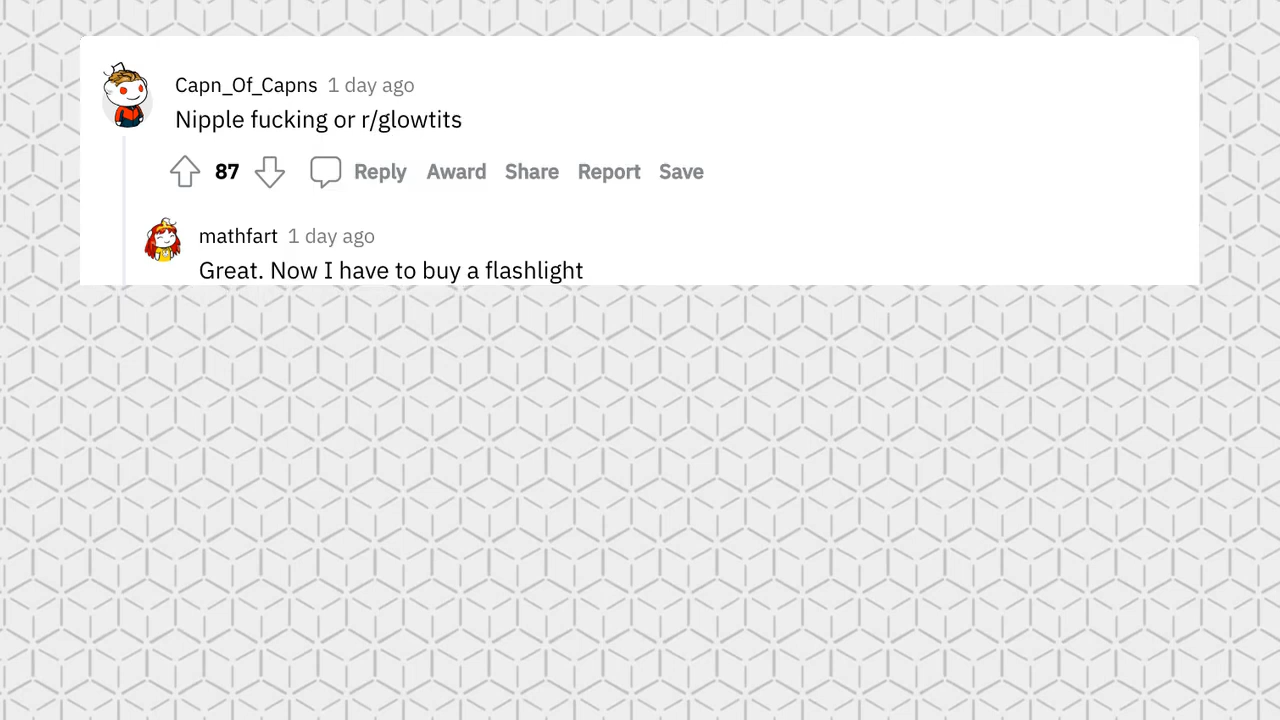 Capn_Of_Capns 1 day ago
Nipple fucking or r/glowtits
87 Reply Award Share Report Save
mathfart 1 day ago
Great. Now I have to buy a flashlight